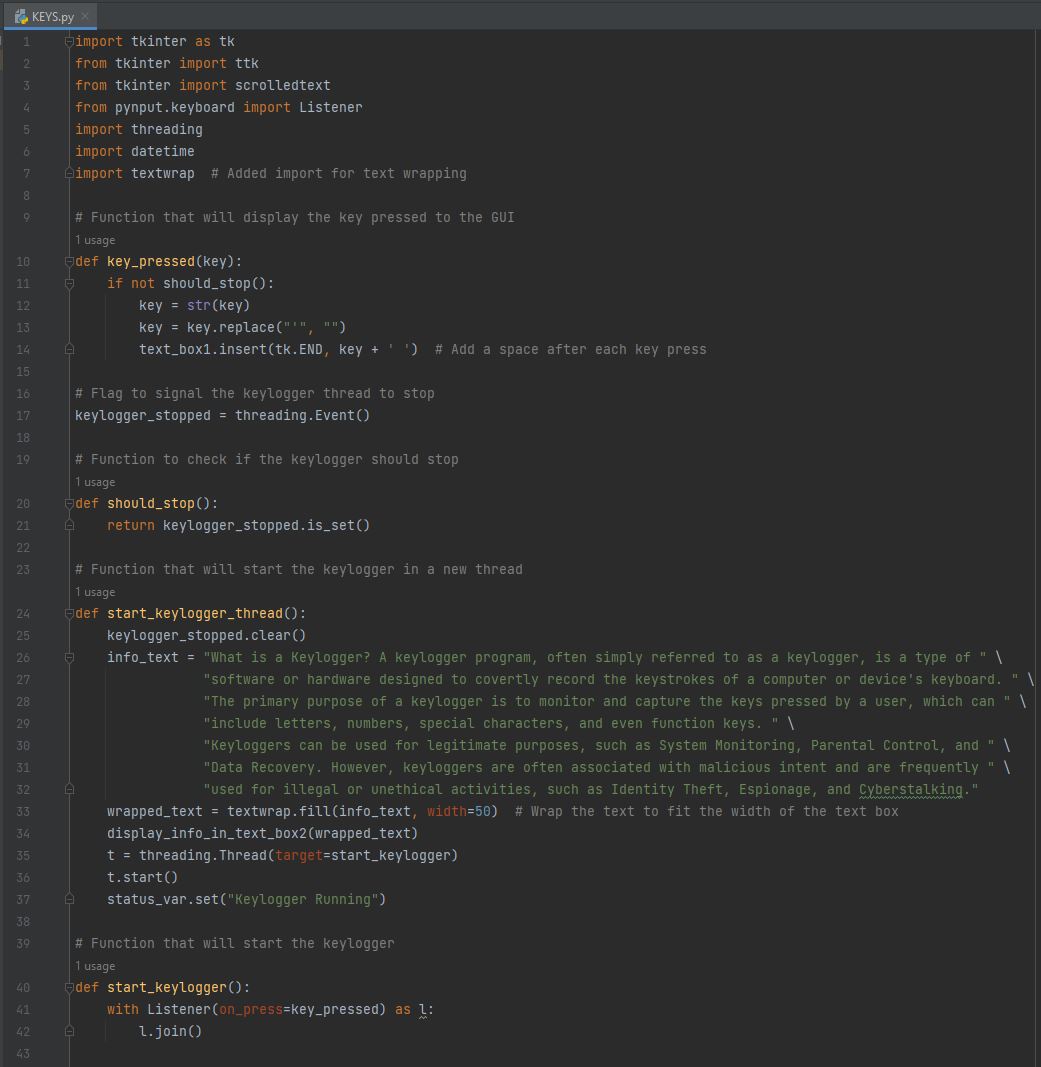 KEYS.py
1 import tkinter as tk
2 from tkinter import ttk
3 from tkinter import scrolledtext
4 from pynput.keyboard import Listener
5 import threading
6 import datetime
7 import textwrap  # Added import for text wrapping
8
9 # Function that will display the key pressed to the GUI
1 usage
10 def key_pressed(key):
11     if not should_stop():
12         key = str(key)
13         key = key.replace("'", "")
14         text_box1.insert(tk.END, key + ' ')  # Add a space after each key press
15
16 # Flag to signal the keylogger thread to stop
17 keylogger_stopped = threading.Event()
18
19 # Function to check if the keylogger should stop
1 usage
20 def should_stop():
21     return keylogger_stopped.is_set()
22
23 # Function that will start the keylogger in a new thread
1 usage
24 def start_keylogger_thread():
25     keylogger_stopped.clear()
26     info_text = "What is a Keylogger? A keylogger program, often simply referred to as a keylogger, is a type of " \
27                 "software or hardware designed to covertly record the keystrokes of a computer or device's keyboard. " \
28                 "The primary purpose of a keylogger is to monitor and capture the keys pressed by a user, which can " \
29                 "include letters, numbers, special characters, and even function keys. " \
30                 "Keyloggers can be used for legitimate purposes, such as System Monitoring, Parental Control, and " \
31                 "Data Recovery. However, keyloggers are often associated with malicious intent and are frequently " \
32                 "used for illegal or unethical activities, such as Identity Theft, Espionage, and Cyberstalking."
33     wrapped_text = textwrap.fill(info_text, width=50)  # Wrap the text to fit the width of the text box
34     display_info_in_text_box2(wrapped_text)
35     t = threading.Thread(target=start_keylogger)
36     t.start()
37     status_var.set("Keylogger Running")
38
39 # Function that will start the keylogger
1 usage
40 def start_keylogger():
41     with Listener(on_press=key_pressed) as l:
42         l.join()
43